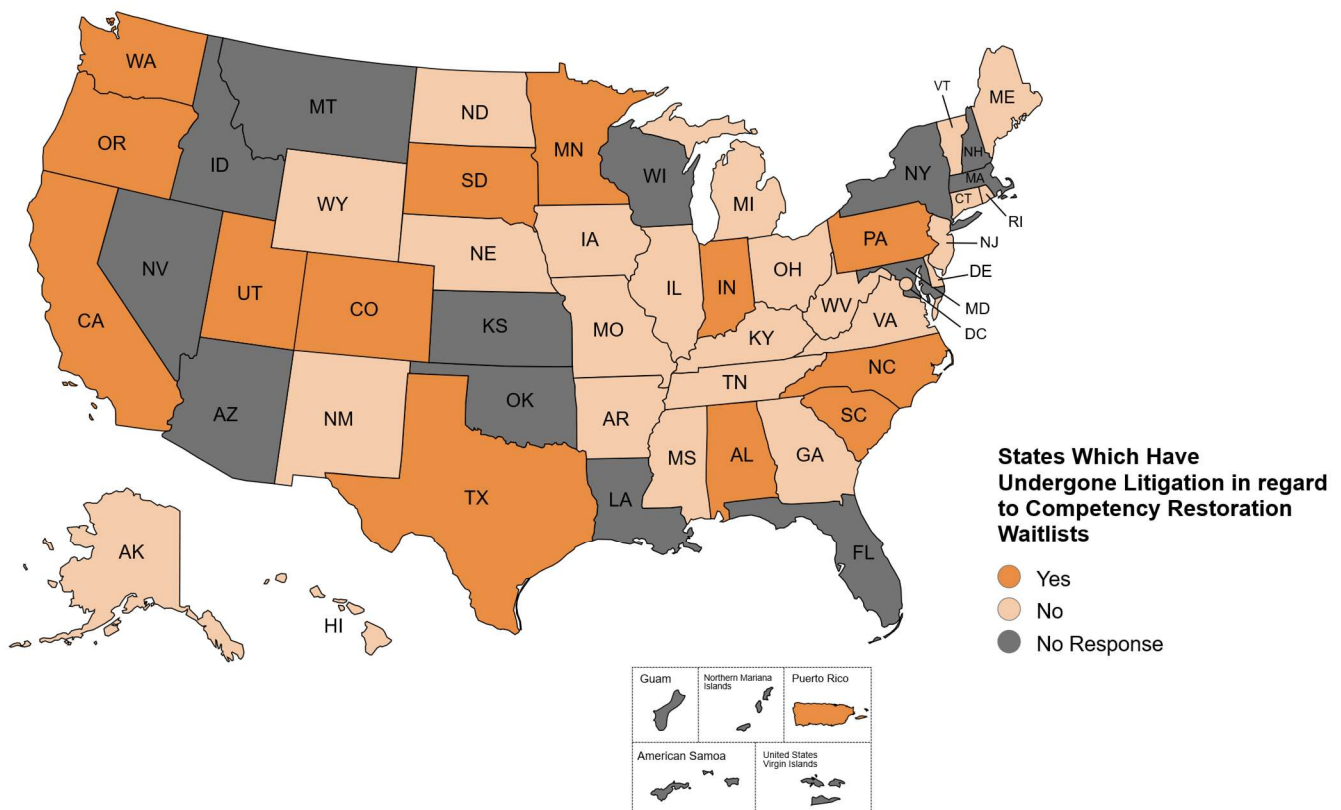 WA
OR
CA
NV
ID
MT
WY
UT
CO
AZ
NM
ND
SD
NE
KS
OK
TX
MN
IA
MO
AR
LA
WI
IL
MI
IN
OH
KY
TN
MS
AL
GA
FL
SC
NC
VA
WV
PA
NY
VT
NH
ME
MA
CT
RI
NJ
DE
MD
DC
AK
HI
States Which Have
Undergone Litigation in regard
to Competency Restoration
Waitlists
Yes
No
No Response
Guam
Northern Mariana
Islands
Puerto Rico
American Samoa
United States
Virgin Islands